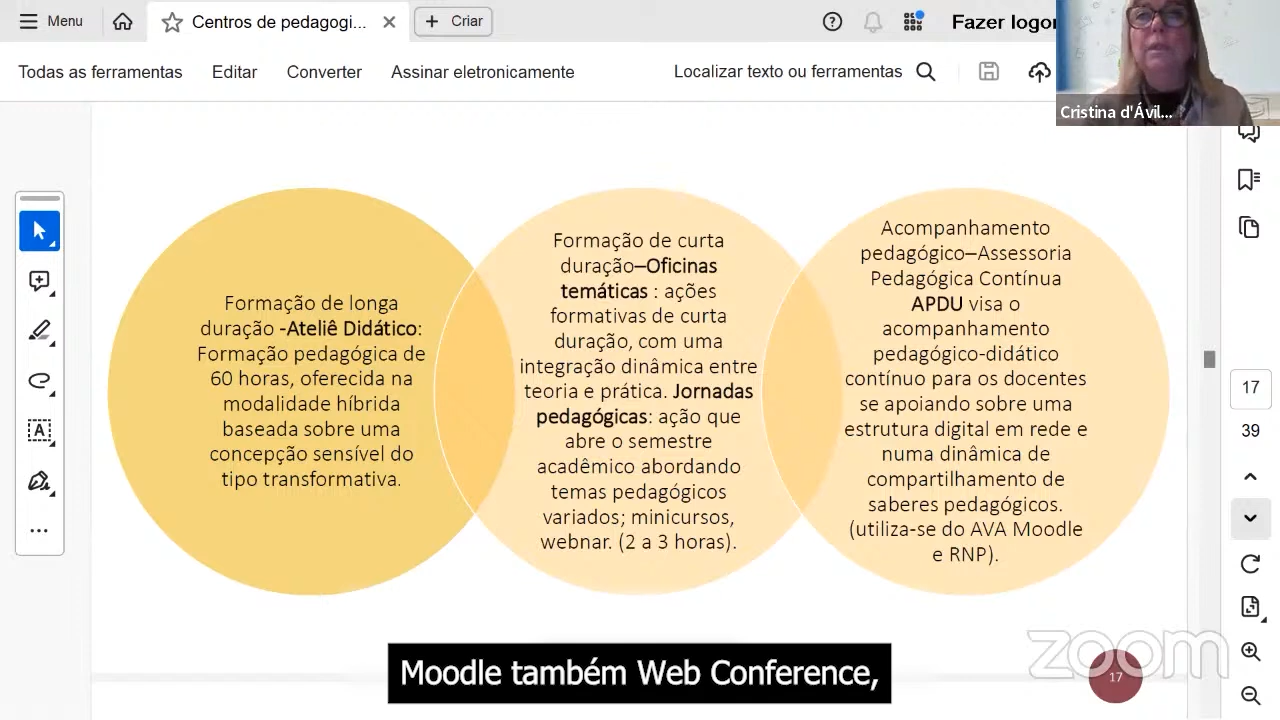 Menu
Centros de pedagogi...
Criar
Fazer logon
Todas as ferramentas
Editar
Converter
Assinar eletronicamente
Localizar texto ou ferramentas
Cristina d'Ávil...
Formação de longa
duração -Ateliê Didático:
Formação pedagógica de
60 horas, oferecida na
modalidade híbrida
baseada sobre uma
concepção sensível do
tipo transformativa.
Formação de curta
duração–Oficinas
temáticas : ações
formativas de curta
duração, com uma
integração dinâmica entre
teoria e prática. Jornadas
pedagógicas: ação que
abre o semestre
acadêmico abordando
temas pedagógicos
variados; minicursos,
webnar. (2 a 3 horas).
Acompanhamento
pedagógico–Assessoria
Pedagógica Contínua
APDU visa o
acompanhamento
pedagógico-didático
contínuo para os docentes
se apoiando sobre uma
estrutura digital em rede e
numa dinâmica de
compartilhamento de
saberes pedagógicos.
(utiliza-se do AVA Moodle
e RNP).
17
39
zoom
17
Moodle também Web Conference,